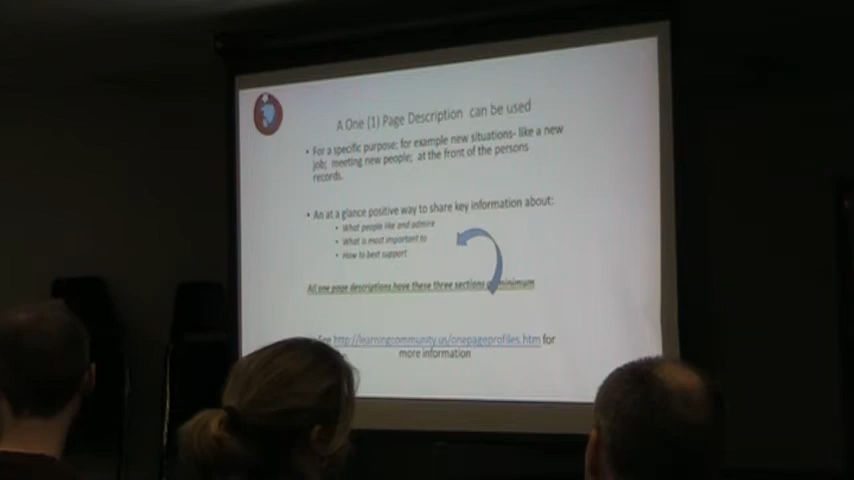 A One (1) Page Description can be used
• For a specific purpose; for example new situations- like a new
job; meeting new people; at the front of the persons
records.
• An at a glance positive way to share key information about:
• What people like and admire
• What is most important to
• How to best support
All one page descriptions have these three sections minimum
See http://learningcommunity.us/onepageprofiles.htm for
more information